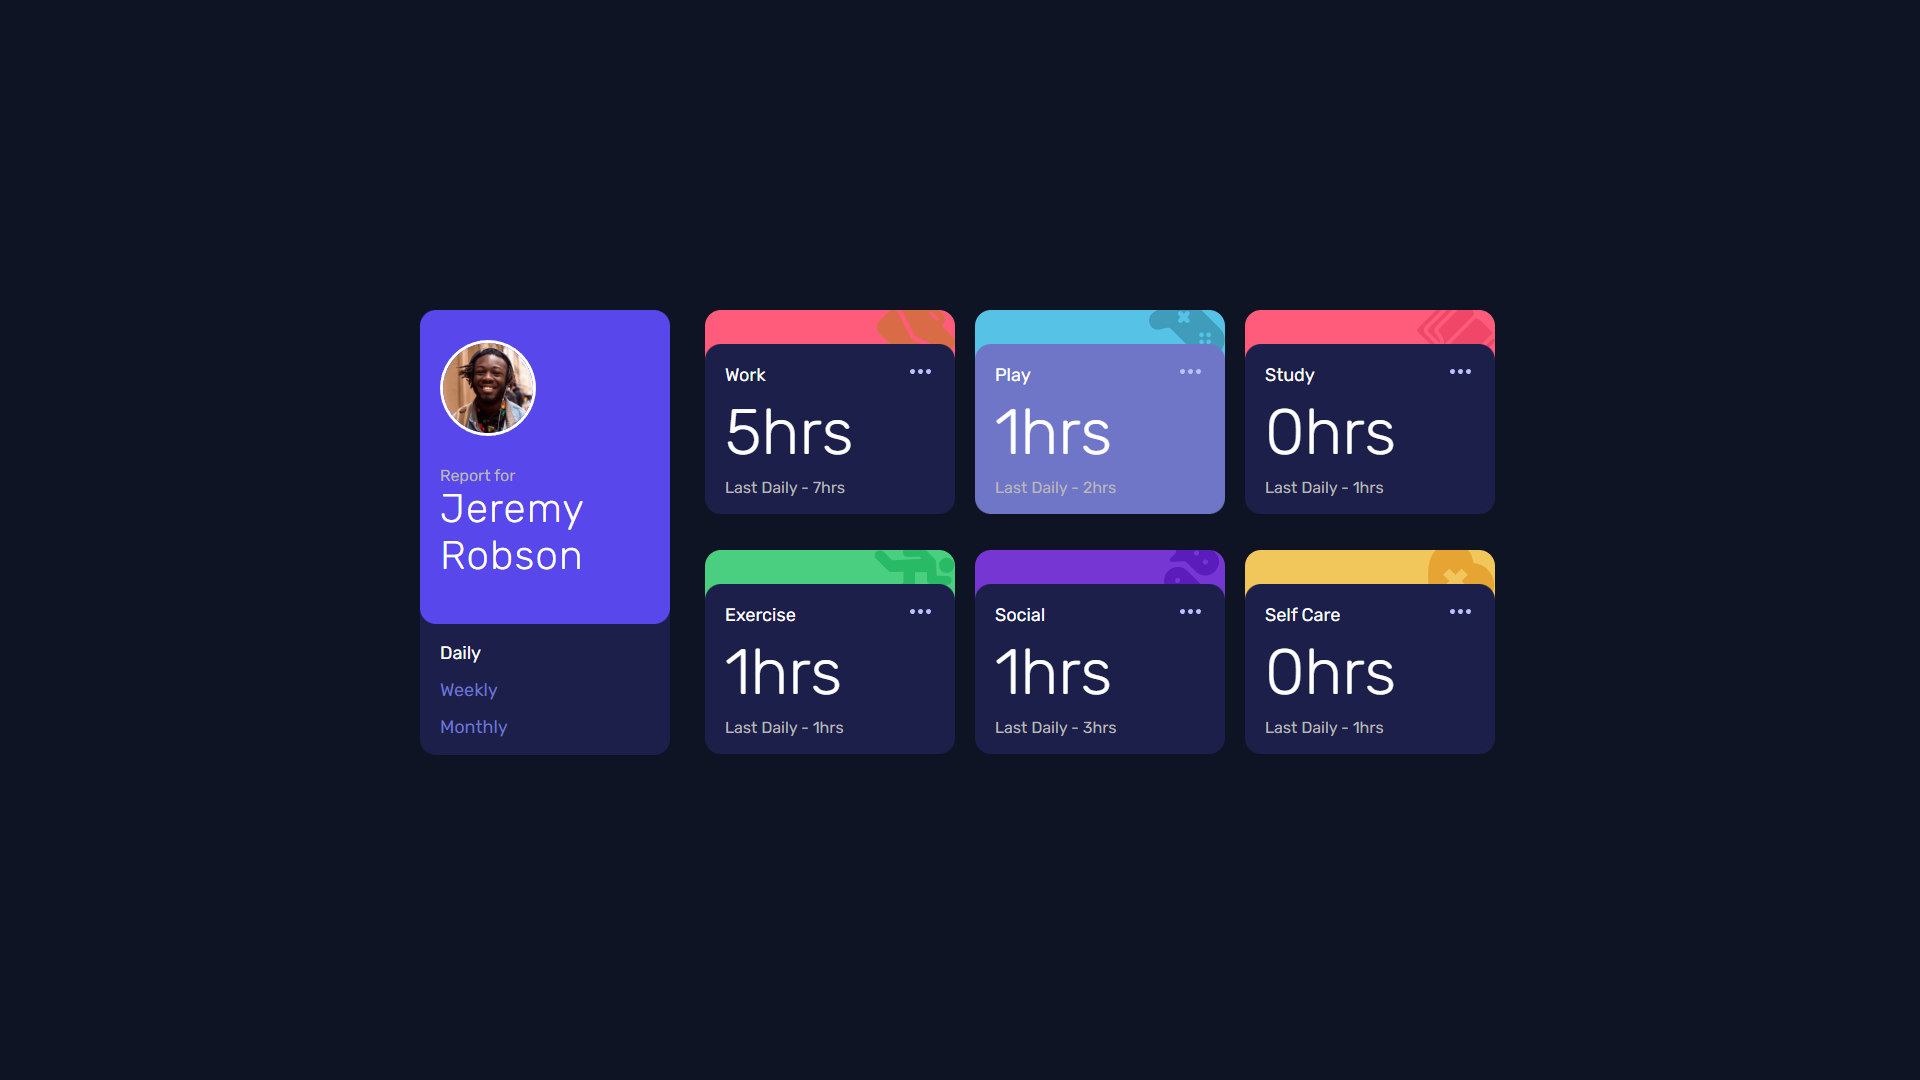 Report for
Jeremy
Robson
Daily
Weekly
Monthly
Work
5hrs
Last Daily - 7hrs
Play
1hrs
Last Daily - 2hrs
Study
0hrs
Last Daily - 1hrs
Exercise
1hrs
Last Daily - 1hrs
Social
1hrs
Last Daily - 3hrs
Self Care
0hrs
Last Daily - 1hrs